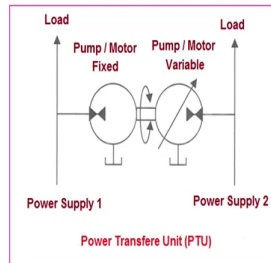 Load
Load
Pump / Motor
Fixed
Pump / Motor
Variable
Power Supply 1
Power Supply 2
Power Transfere Unit (PTU)